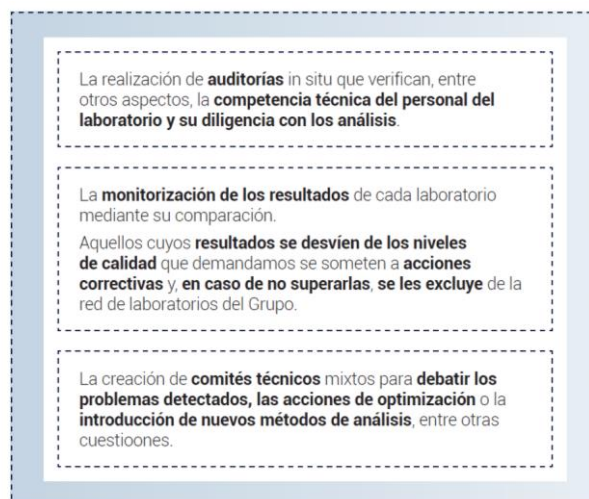 La realización de auditorías in situ que verifican, entre
otros aspectos, la competencia técnica del personal del
laboratorio y su diligencia con los análisis.
La monitorización de los resultados de cada laboratorio
mediante su comparación.
Aquellos cuyos resultados se desvíen de los niveles
de calidad que demandamos se someten a acciones
correctivas y, en caso de no superarlas, se les excluye de la
red de laboratorios del Grupo.
La creación de comités técnicos mixtos para debatir los
problemas detectados, las acciones de optimización o la
introducción de nuevos métodos de análisis, entre otras
cuestioones.